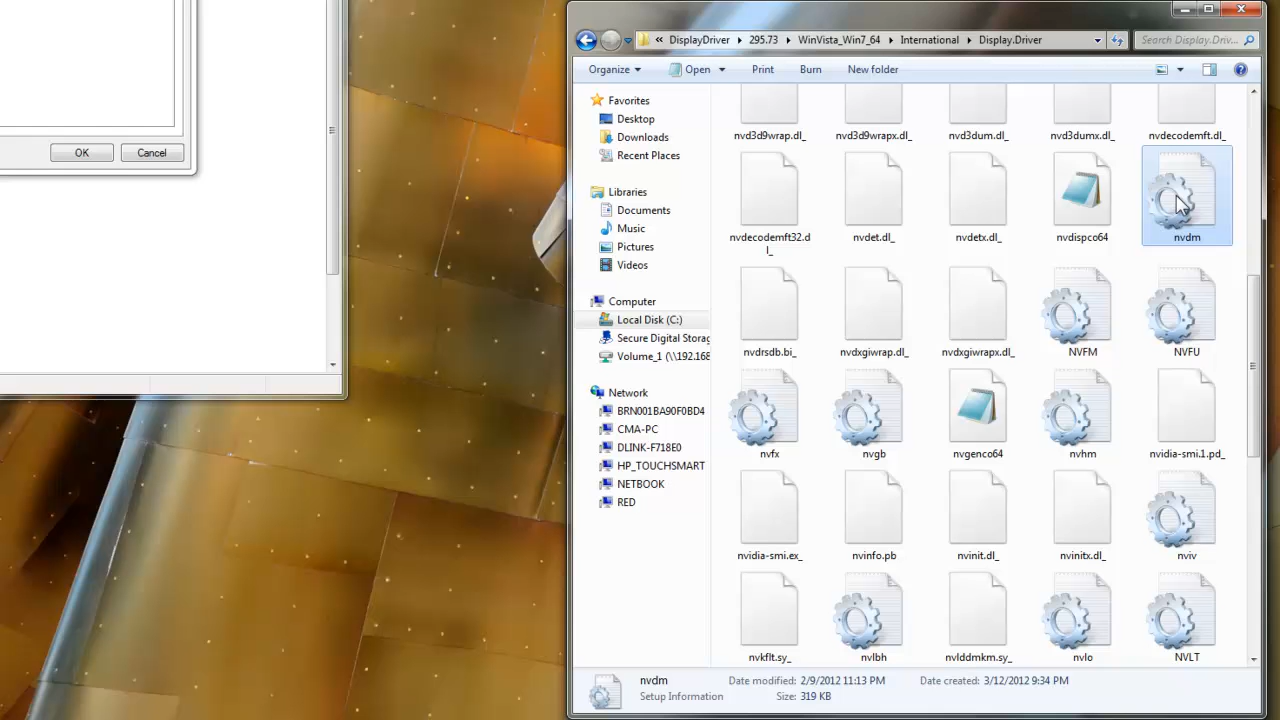 OK Cancel
« DisplayDriver 295.73 WinVista_Win7_64 International Display.Driver Search Display.Driv...
Organize Open Print Burn New folder
Favorites
Desktop
Downloads
Recent Places
Libraries
Documents
Music
Pictures
Videos
Computer
Local Disk (C:)
Secure Digital Storag
Volume_1 (\\192.168
Network
BRN001BA90F0BD4
CMA-PC
DLINK-F718E0
HP_TOUCHSMART
NETBOOK
RED
nvd3d9wrap.dl_ nvd3d9wrapx.dl_ nvd3dum.dl_ nvd3dumx.dl_ nvdecodemft.dl_
nvdecodemft32.d
l_
nvdet.dl_ nvdetx.dl_ nvdispco64 nvdm
nvdrsdb.bi_ nvdxgiwrap.dl_ nvdxgiwrapx.dl_ NVFM NVFU
nvfx nvgb nvgenco64 nvhm nvidia-smi.1.pd_
nvidia-smi.ex_ nvinfo.pb nvinit.dl_ nvinitx.dl_ nviv
nvkflt.sy_ nvlbh nvlddmkm.sy_ nvlo NVLT
nvdm Date modified: 2/9/2012 11:13 PM Date created: 3/12/2012 9:34 PM
Setup Information Size: 319 KB